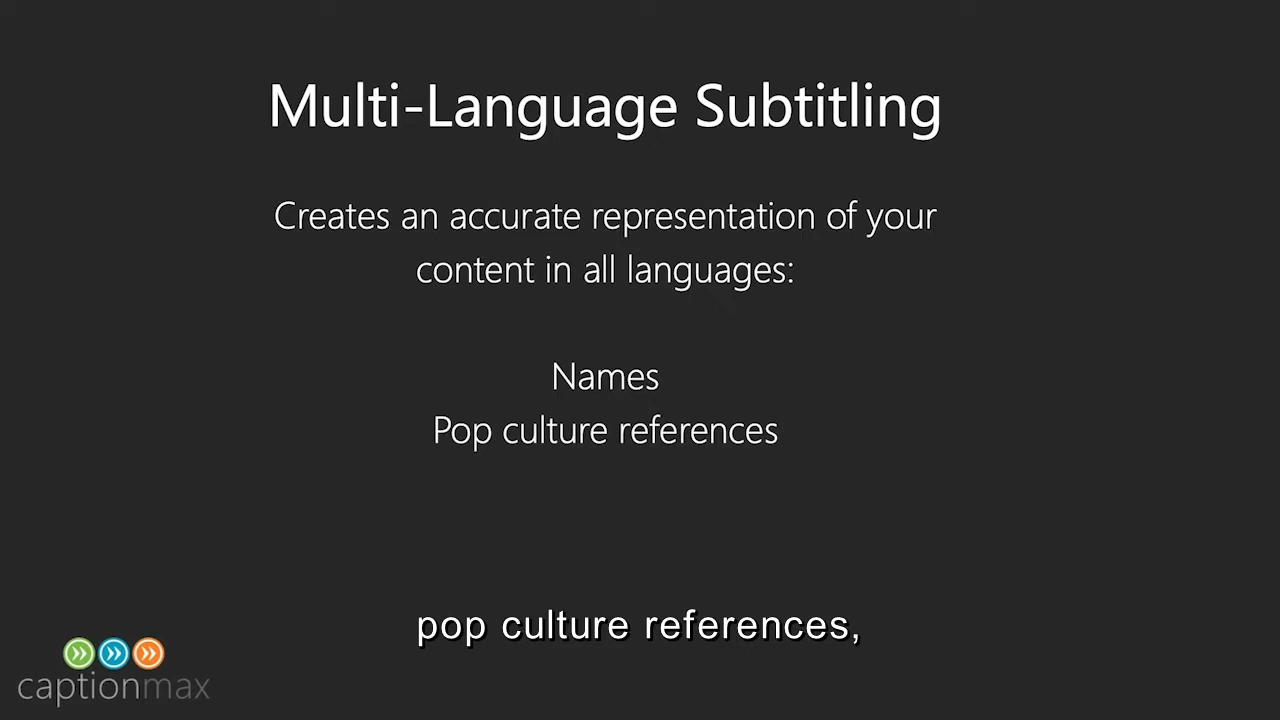 Multi-Language Subtitling
Creates an accurate representation of your
content in all languages:
Names
Pop culture references
pop culture references,
captionmax